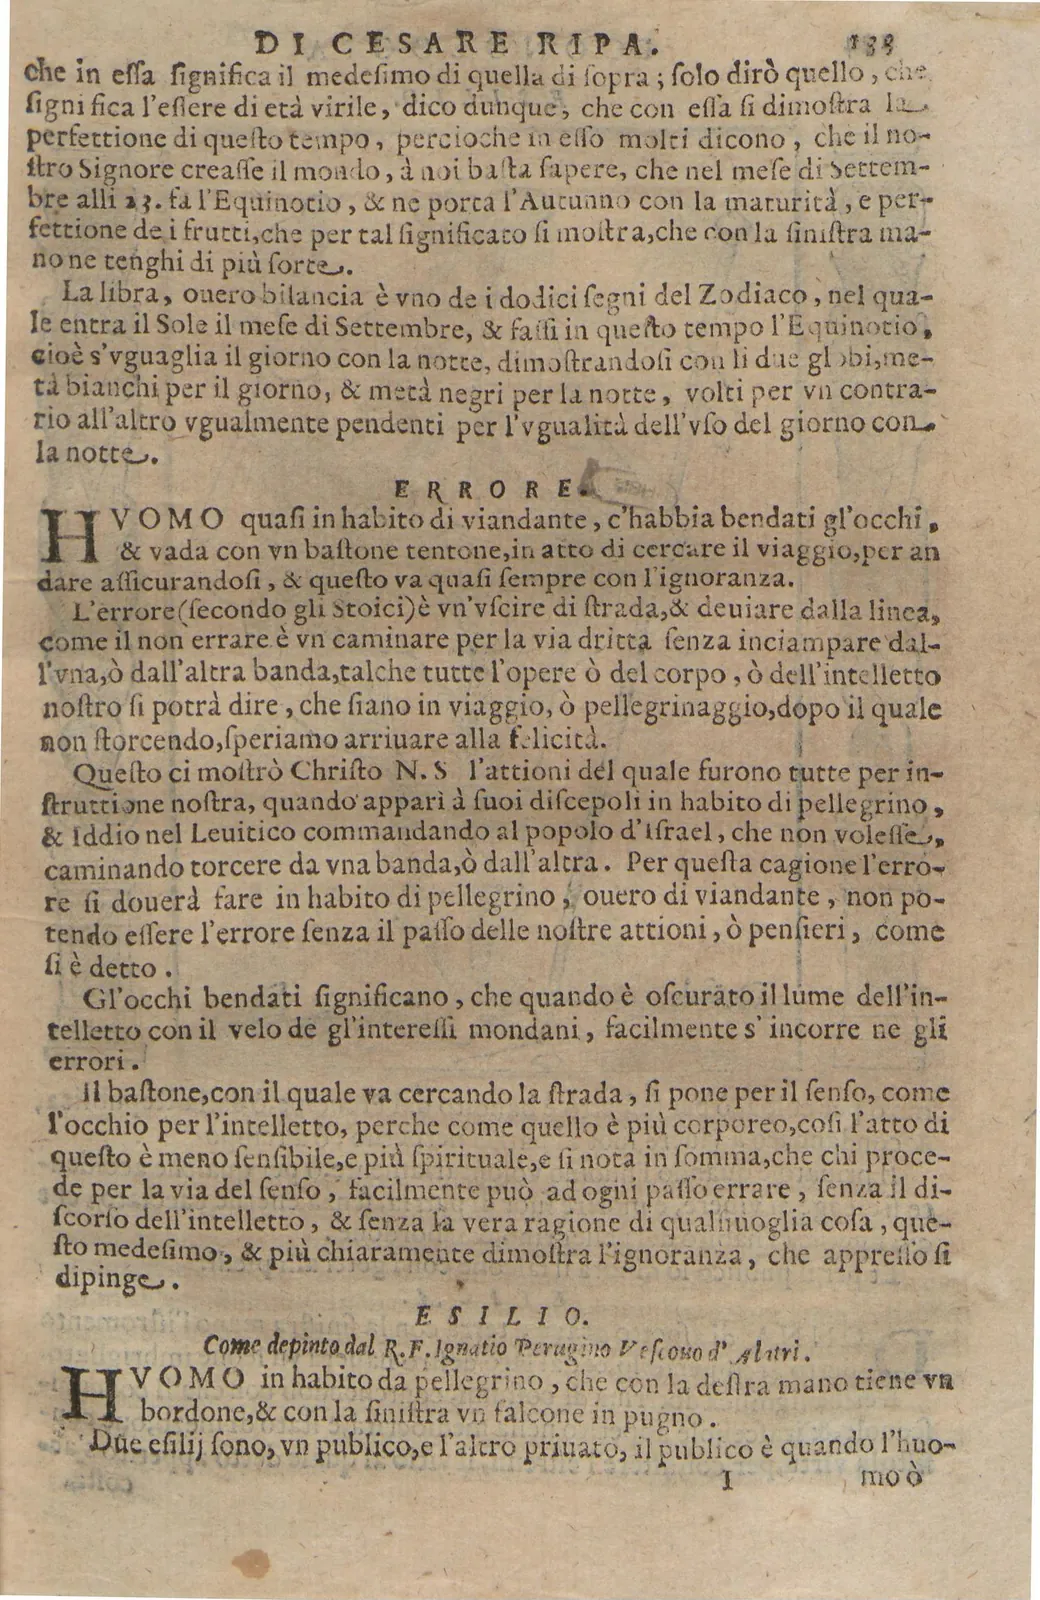 DI CESARE RIPA.
che in essa significa il medesimo di quella di sopra; solo dirò quello, che
signi fica l'essere di età virile, dico dunque, che con essa si dimostra la
perfettione di questo tempo, percioche in esso molti dicono, che il no-
stro Signore creasse il mondo, à noi basta sapere, che nel mese di Settem-
bre alli 23. fa l'Equinotio, & ne porta l'Autunno con la maturità, e per-
fettione de i frutti,che per tal significato si mostra,che con la sinistra ma-
no ne tenghi di più sorte.
La libra, ouero bilancia è vno de i dodici segni del Zodiaco, nel qua-
le entra il Sole il mese di Settembre, & fassi in questo tempo l'Equinotio,
cioè s'vguaglia il giorno con la notte, dimostrandosi con li due globi,me-
tà bianchi per il giorno, & metà negri per la notte, volti per vn contra-
rio all'altro vgualmente pendenti per l'vgualità dell'vso del giorno con
la notte.
ERRORE.
HVOMO quasi in habito di viandante, c'habbia bendati gl'occhi,
& vada con vn bastone tentone,in atto di cercare il viaggio,per an
dare assicurandosi, & questo va quasi sempre con l'ignoranza.
L'errore(secondo gli Stoici)è vn'vscire di strada,& deuiare dalla linea,
come il non errare è vn caminare per la via dritta senza inciampare dal-
l'vna,ò dall'altra banda,talche tutte l'opere ò del corpo, ò dell'intelletto
nostro si potrà dire, che siano in viaggio, ò pellegrinaggio,dopo il quale
non storcendo,speriamo arriuare alla felicità.
Questo ci mostrò Christo N. S l'attioni del quale furono tutte per in-
struttione nostra, quando apparì à suoi discepoli in habito di pellegrino,
& Iddio nel Leuitico commandando al popolo d'Israel, che non volesse,
caminando torcere da vna banda,ò dall'altra. Per questa cagione l'erro-
re si douerà fare in habito di pellegrino, ouero di viandante, non po-
tendo essere l'errore senza il passo delle nostre attioni, ò pensieri, come
si è detto.
Gl'occhi bendati significano, che quando è oscurato il lume dell'in-
telletto con il velo de gl'interessi mondani, facilmente s'incorre ne gli
errori.
Il bastone,con il quale va cercando la strada, si pone per il senso, come
l'occhio per l'intelletto, perche come quello è più corporeo,così l'atto di
questo è meno sensibile,e più spirituale,e si nota in somma,che chi proce-
de per la via del senso, facilmente può ad ogni passo errare, senza il di-
scorso dell'intelletto, & senza la vera ragione di qualsiuoglia cosa, que-
sto medesimo, & più chiaramente dimostra l'ignoranza, che appresso si
dipinge.
ESILIO.
Come depinto dal R.F. Ignatio Perugino Vescouo d' Alatri.
HVOMO in habito da pellegrino, che con la destra mano tiene vn
bordone,& con la sinistra vn falcone in pugno.
Due esilij sono, vn publico,e l'altro priuato, il publico è quando l'huo-
I mo ò